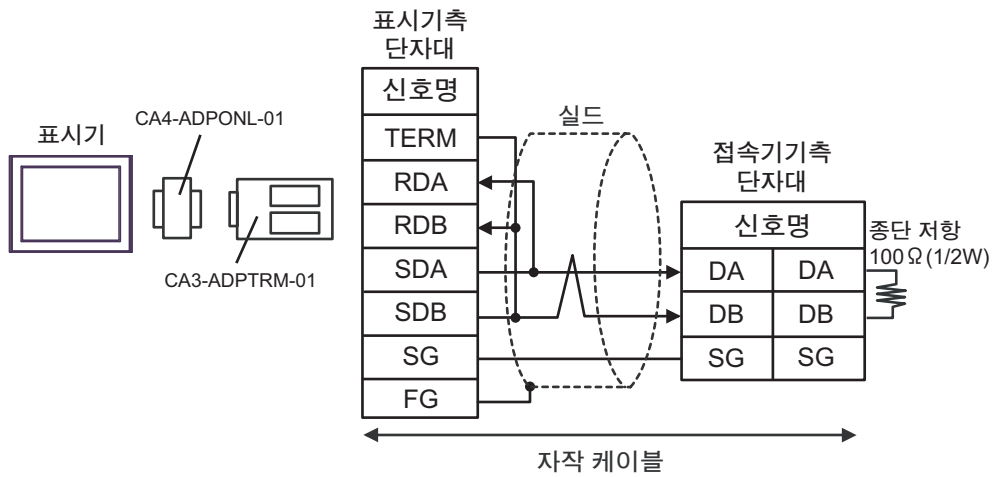 표시기
CA4-ADPONL-01
CA3-ADPTRM-01
표시기측
단자대
신호명
TERM
RDA
RDB
SDA
SDB
SG
FG
실드
접속기기측
단자대
신호명
DA DA
DB DB
SG SG
종단 저항
100Ω(1/2W)
자작 케이블